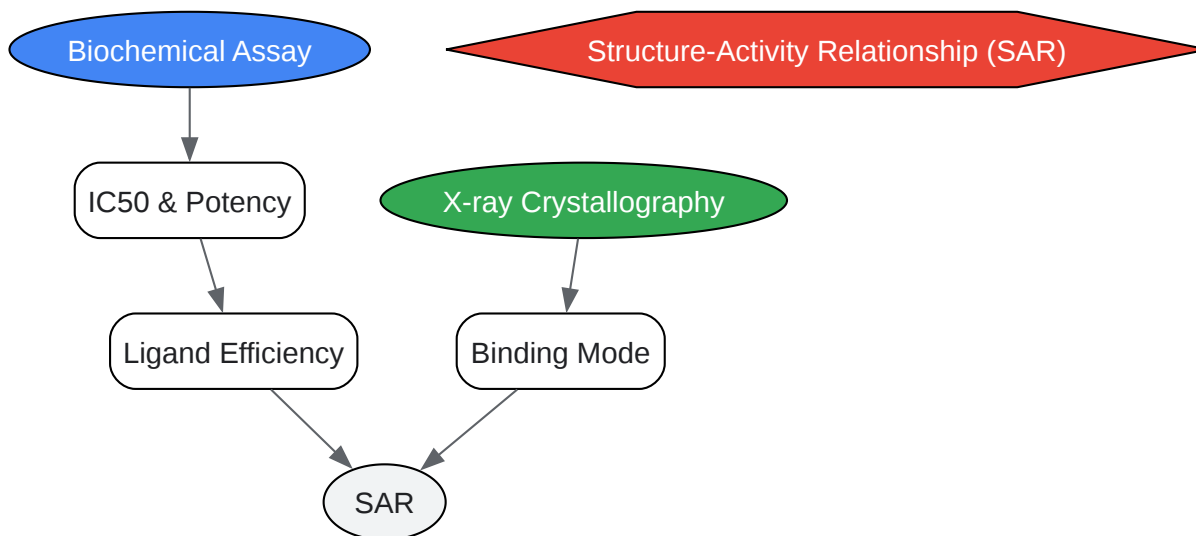 Biochemical Assay
Structure-Activity Relationship (SAR)
IC50 & Potency
X-ray Crystallography
Ligand Efficiency
Binding Mode
SAR